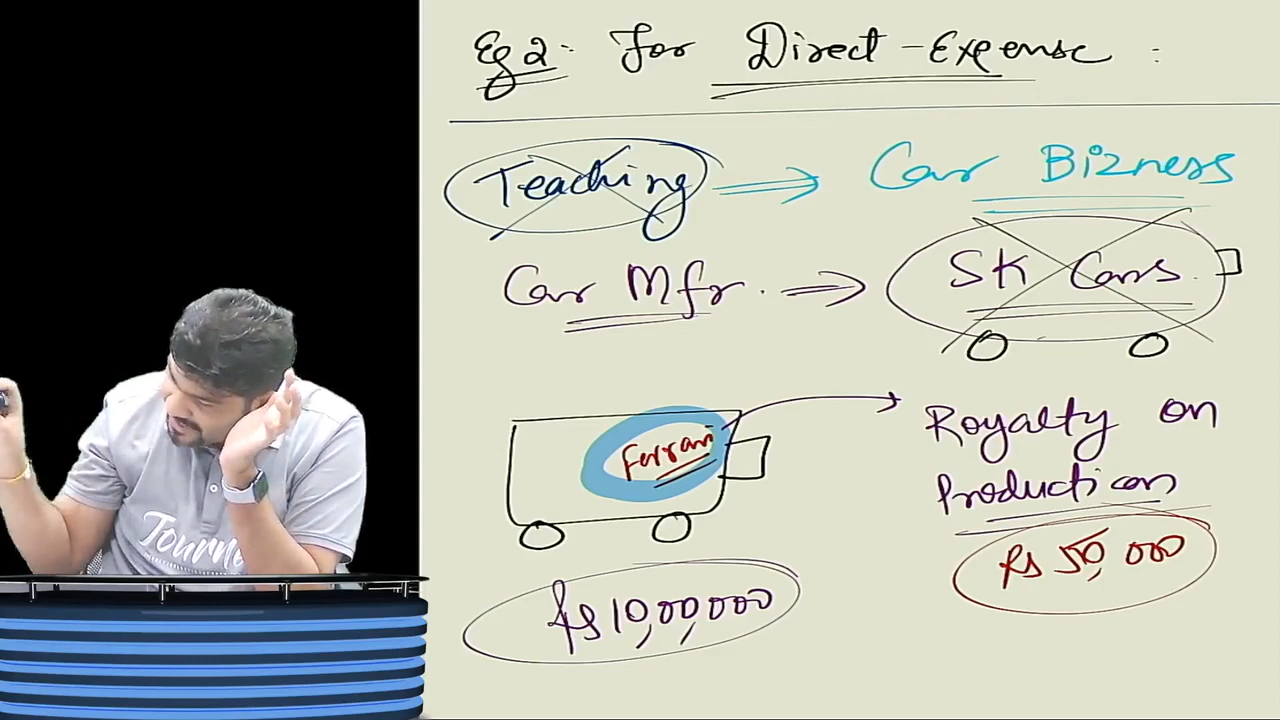 Eg 2: For Direct-Expense :
Teaching ⇒ Car Bizness
Car Mfr. ⇒ SK Cars.
Ferrari
Royalty on
Production
Rs 50,000
Rs 10,00,000
Journ